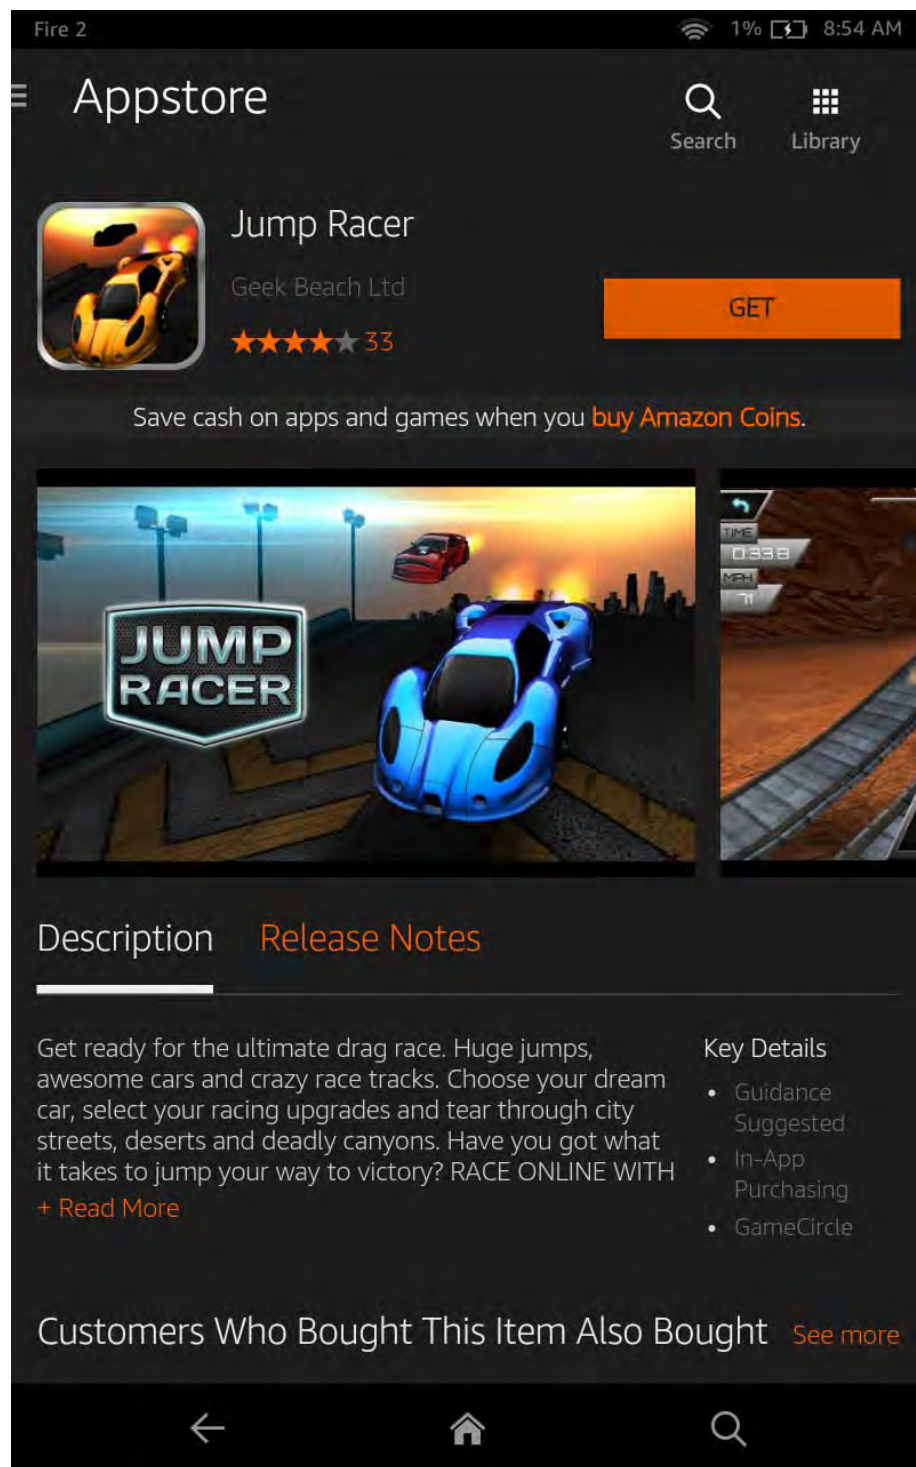 Fire 2
1% 8:54 AM
Appstore
Search
Library
Jump Racer
Geek Beach Ltd
33
GET
Save cash on apps and games when you buy Amazon Coins.
JUMP
RACER
TIME
0:33.8
MPH
71
Description
Release Notes
Get ready for the ultimate drag race. Huge jumps,
awesome cars and crazy race tracks. Choose your dream
car, select your racing upgrades and tear through city
streets, deserts and deadly canyons. Have you got what
it takes to jump your way to victory? RACE ONLINE WITH
+ Read More
Key Details
• Guidance
Suggested
• In-App
Purchasing
• GameCircle
Customers Who Bought This Item Also Bought
See more